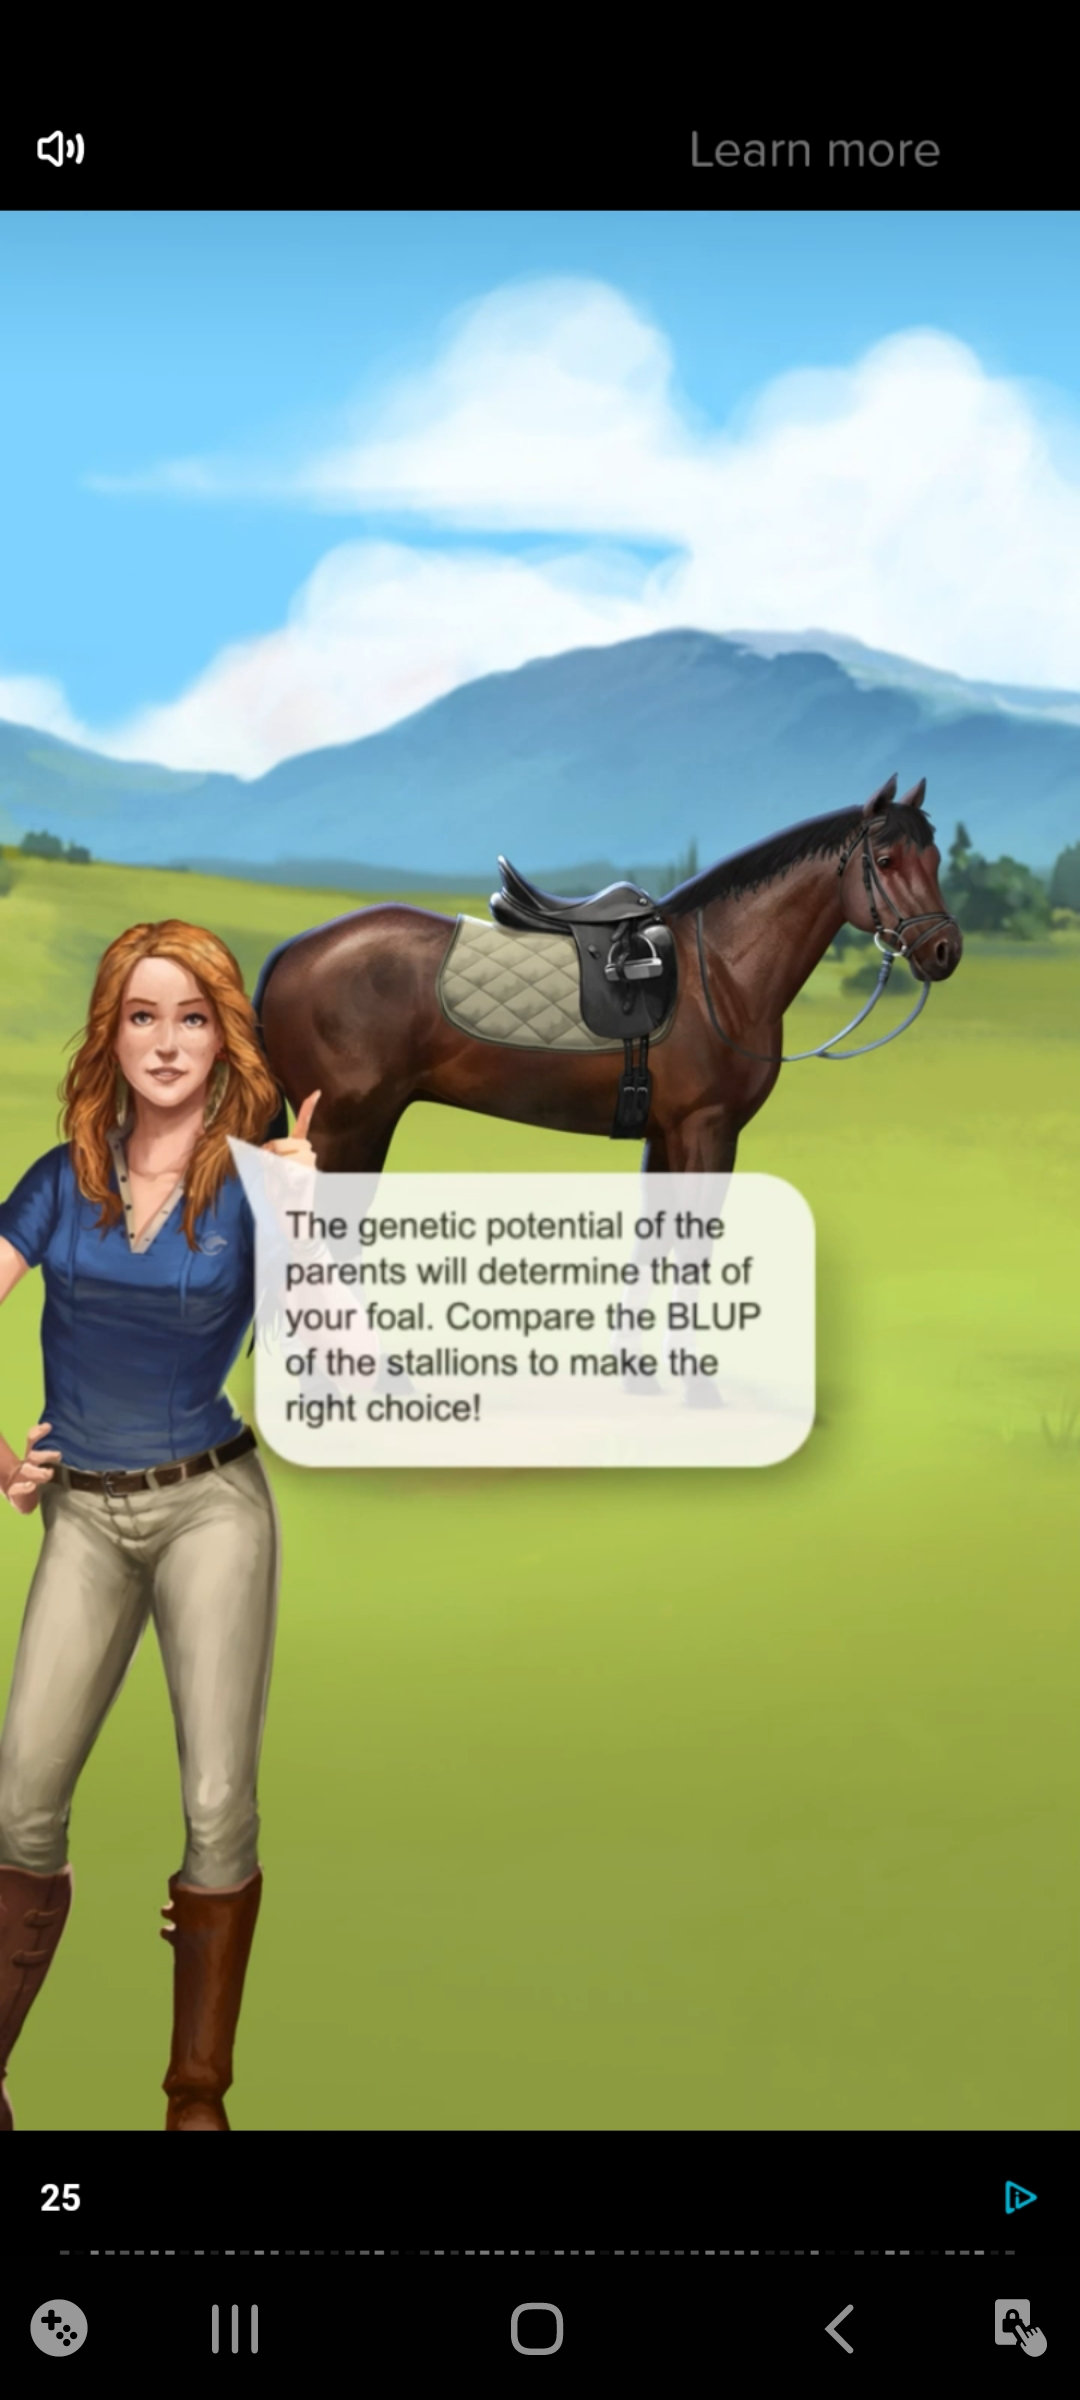 Learn more
The genetic potential of the
parents will determine that of
your foal. Compare the BLUP
of the stallions to make the
right choice!
25